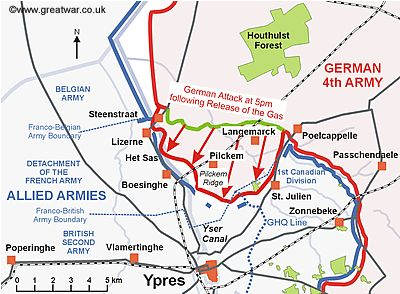 ©www.greatwar.co.uk
Houthulst
Forest
German Attack at 5pm
following Release of the Gas
GERMAN
4th ARMY
BELGIAN
ARMY
Steenstraat
Langemarck
Poelcappelle
Franco-Belgian
Army Boundary
Lizerne
Het Sas
Pilckem
Passchendaele
DETACHMENT
OF THE
FRENCH ARMY
Boesinghe
Pilckem
Ridge
1st Canadian
Division
ALLIED ARMIES
St. Julien
Zonnebeke
Franco-British
Army Boundary
Yser
Canal
GHQ Line
BRITISH
SECOND
ARMY
Poperinghe
Vlamertinghe
Ypres
0 1 2 3 4 5 km